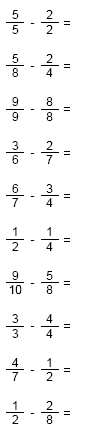 5/5 - 2/2 =
5/8 - 2/4 =
9/9 - 8/8 =
3/6 - 2/7 =
6/7 - 3/4 =
1/2 - 1/4 =
9/10 - 5/8 =
3/3 - 4/4 =
4/7 - 1/2 =
1/2 - 2/8 =